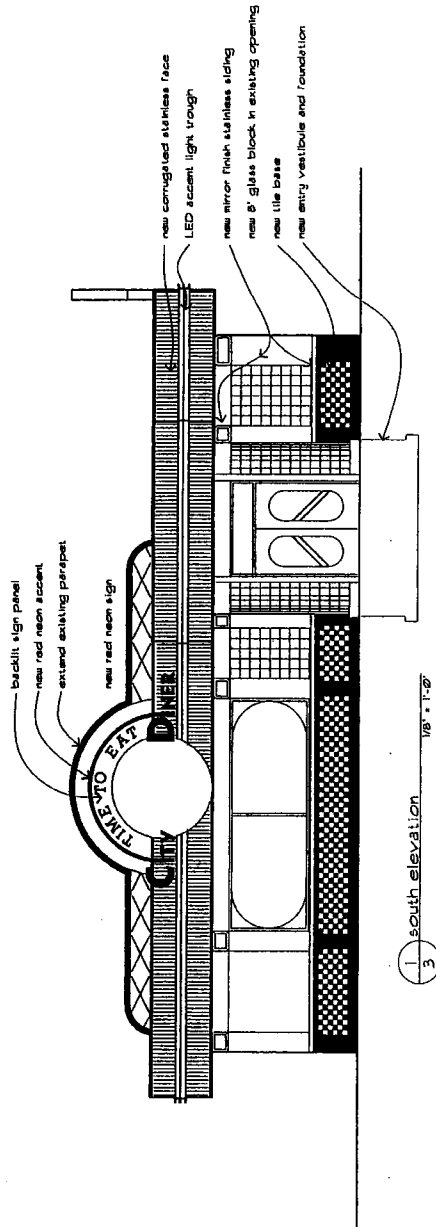 backlit sign panel
new red neon accent
extend existing parapet
new red neon sign
new corrugated stainless face
LED accent light trough
new mirror finish stainless siding
new 8" glass block in existing opening
new tile base
new entry vestibule and foundation
TIME TO EAT
CITY DINER
1
3
south elevation
1/8" = 1'-0"